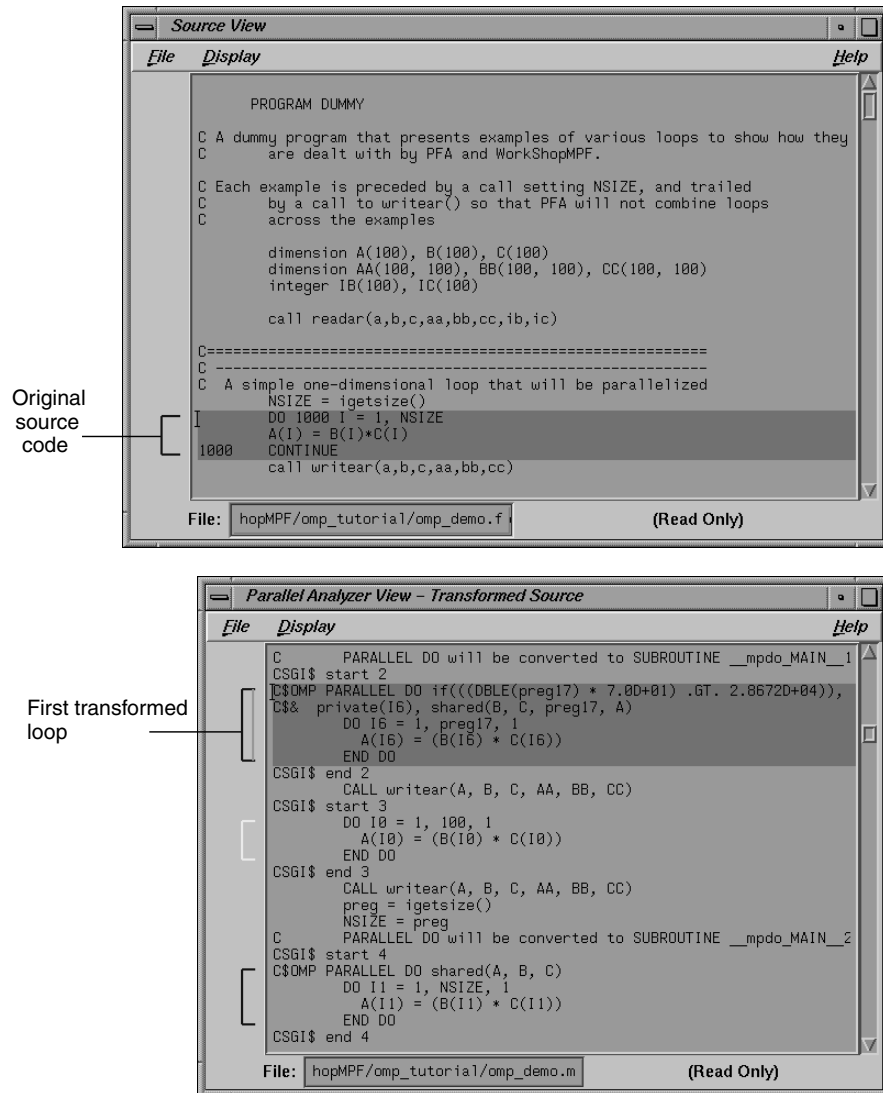 Source View
File Display Help
PROGRAM DUMMY
C A dummy program that presents examples of various loops to show how they
C are dealt with by PFA and WorkShopMPF.
C Each example is preceded by a call setting NSIZE, and trailed
C by a call to writear() so that PFA will not combine loops
C across the examples
dimension A(100), B(100), C(100)
dimension AA(100, 100), BB(100, 100), CC(100, 100)
integer IB(100), IC(100)
call readar(a,b,c,aa,bb,cc,ib,ic)
C=========================================================
C --------------------------------------------------------
C A simple one-dimensional loop that will be parallelized
NSIZE = igetsize()
DO 1000 I = 1, NSIZE
A(I) = B(I)*C(I)
1000 CONTINUE
call writear(a,b,c,aa,bb,cc)
Original
source
code
File: hopMPF/omp_tutorial/omp_demo.f (Read Only)
Parallel Analyzer View – Transformed Source
File Display Help
C PARALLEL DO will be converted to SUBROUTINE __mpdo_MAIN__1
CSGI$ start 2
C$OMP PARALLEL DO if(((DBLE(preg17) * 7.0D+01) .GT. 2.8672D+04)),
C$& private(I6), shared(B, C, preg17, A)
DO I6 = 1, preg17, 1
A(I6) = (B(I6) * C(I6))
END DO
CSGI$ end 2
CALL writear(A, B, C, AA, BB, CC)
CSGI$ start 3
DO I0 = 1, 100, 1
A(I0) = (B(I0) * C(I0))
END DO
CSGI$ end 3
CALL writear(A, B, C, AA, BB, CC)
preg = igetsize()
NSIZE = preg
C PARALLEL DO will be converted to SUBROUTINE __mpdo_MAIN__2
CSGI$ start 4
C$OMP PARALLEL DO shared(A, B, C)
DO I1 = 1, NSIZE, 1
A(I1) = (B(I1) * C(I1))
END DO
CSGI$ end 4
First transformed
loop
File: hopMPF/omp_tutorial/omp_demo.m (Read Only)